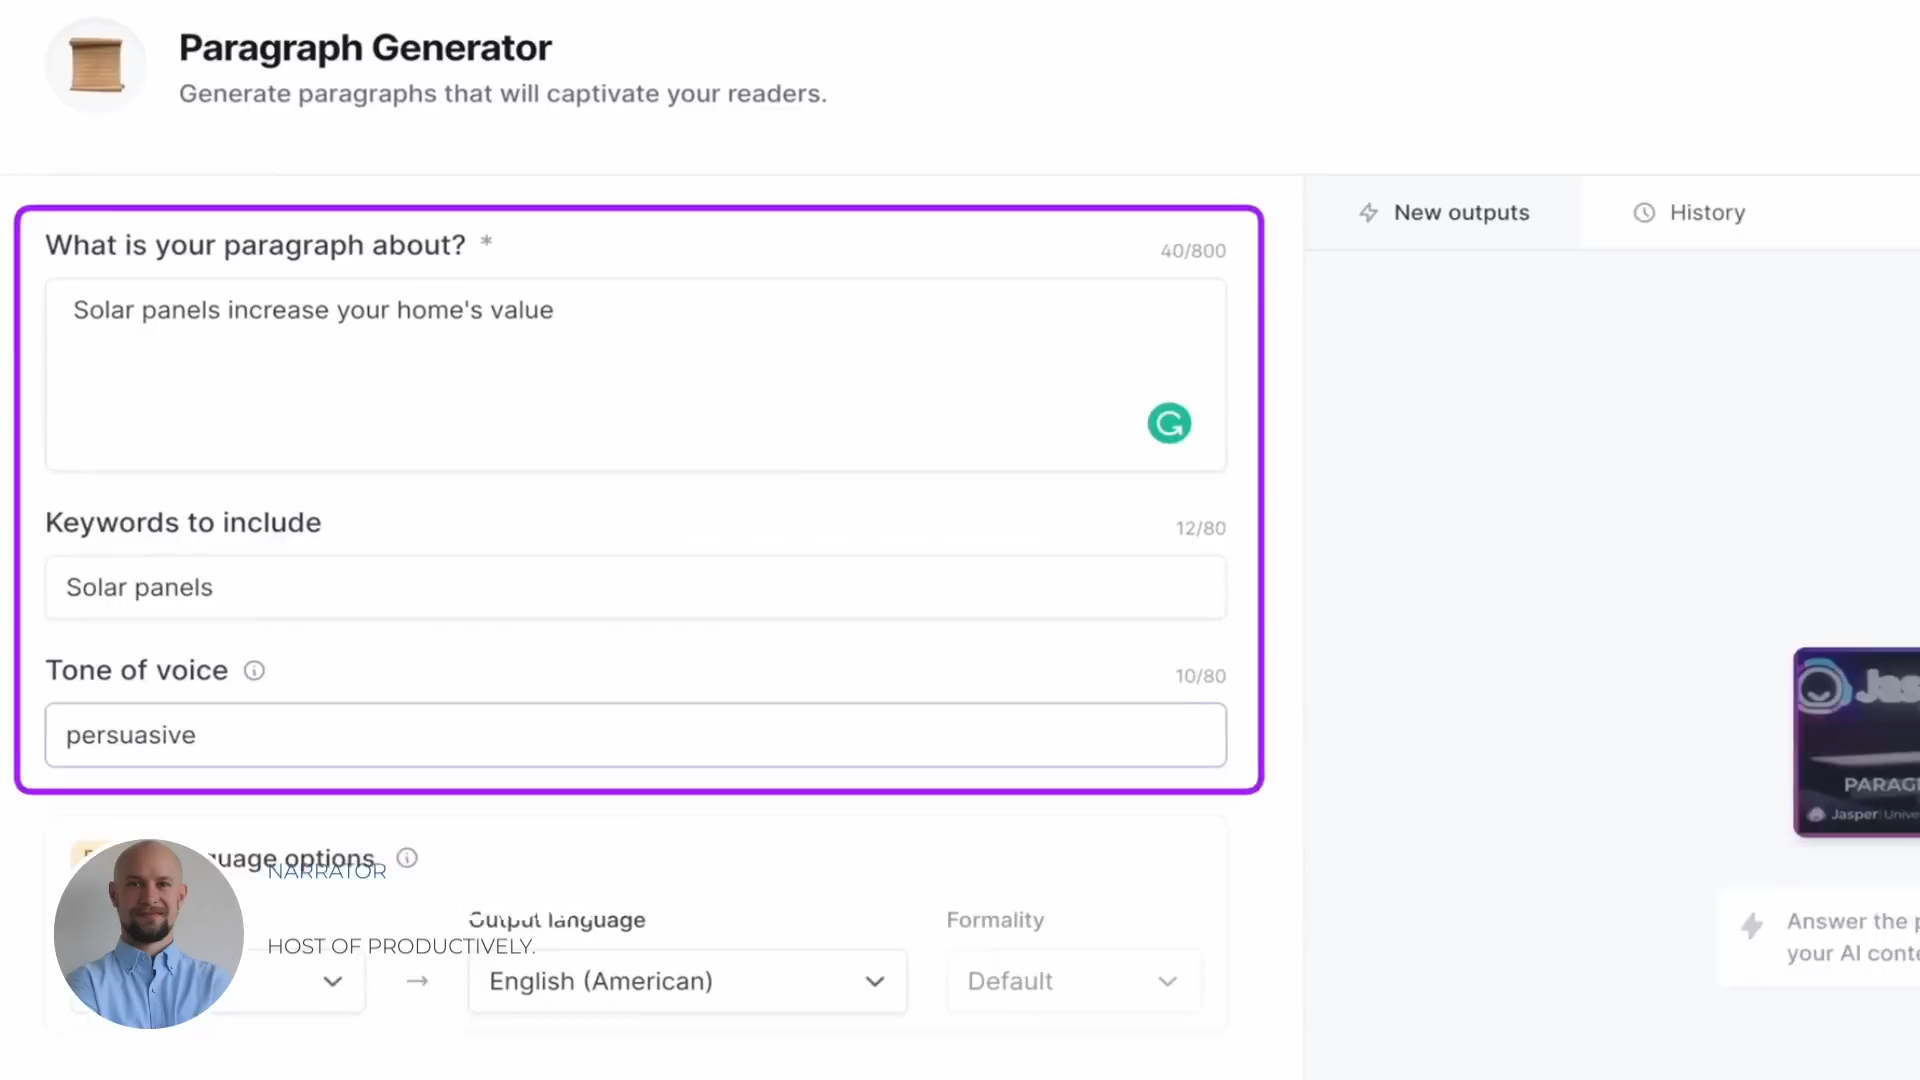 Paragraph Generator
Generate paragraphs that will captivate your readers.
New outputs
History
What is your paragraph about? *
40/800
Solar panels increase your home's value
Keywords to include
12/80
Solar panels
Tone of voice
10/80
persuasive
options
NARRATOR
Output language
Formality
HOST OF PRODUCTIVELY.
English (American)
Default
PARAG
Jasper
Answer the
your AI